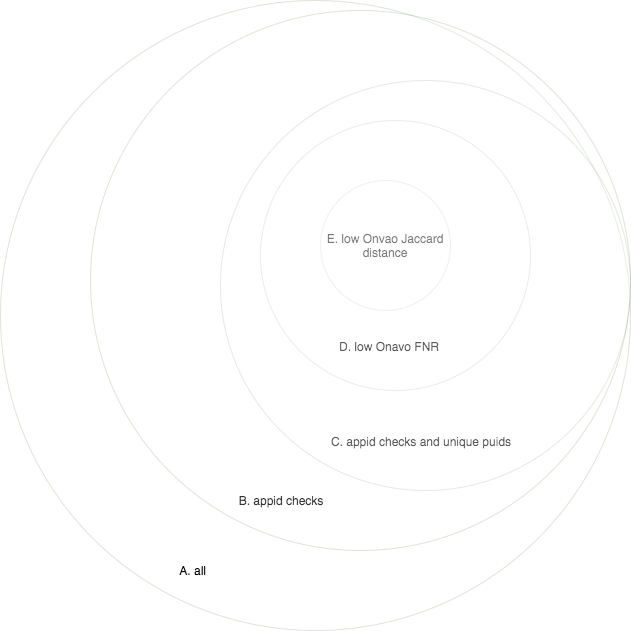 E. low Onvao Jaccard
distance
D. low Onavo FNR
C. appid checks and unique puids
B. appid checks
A. all